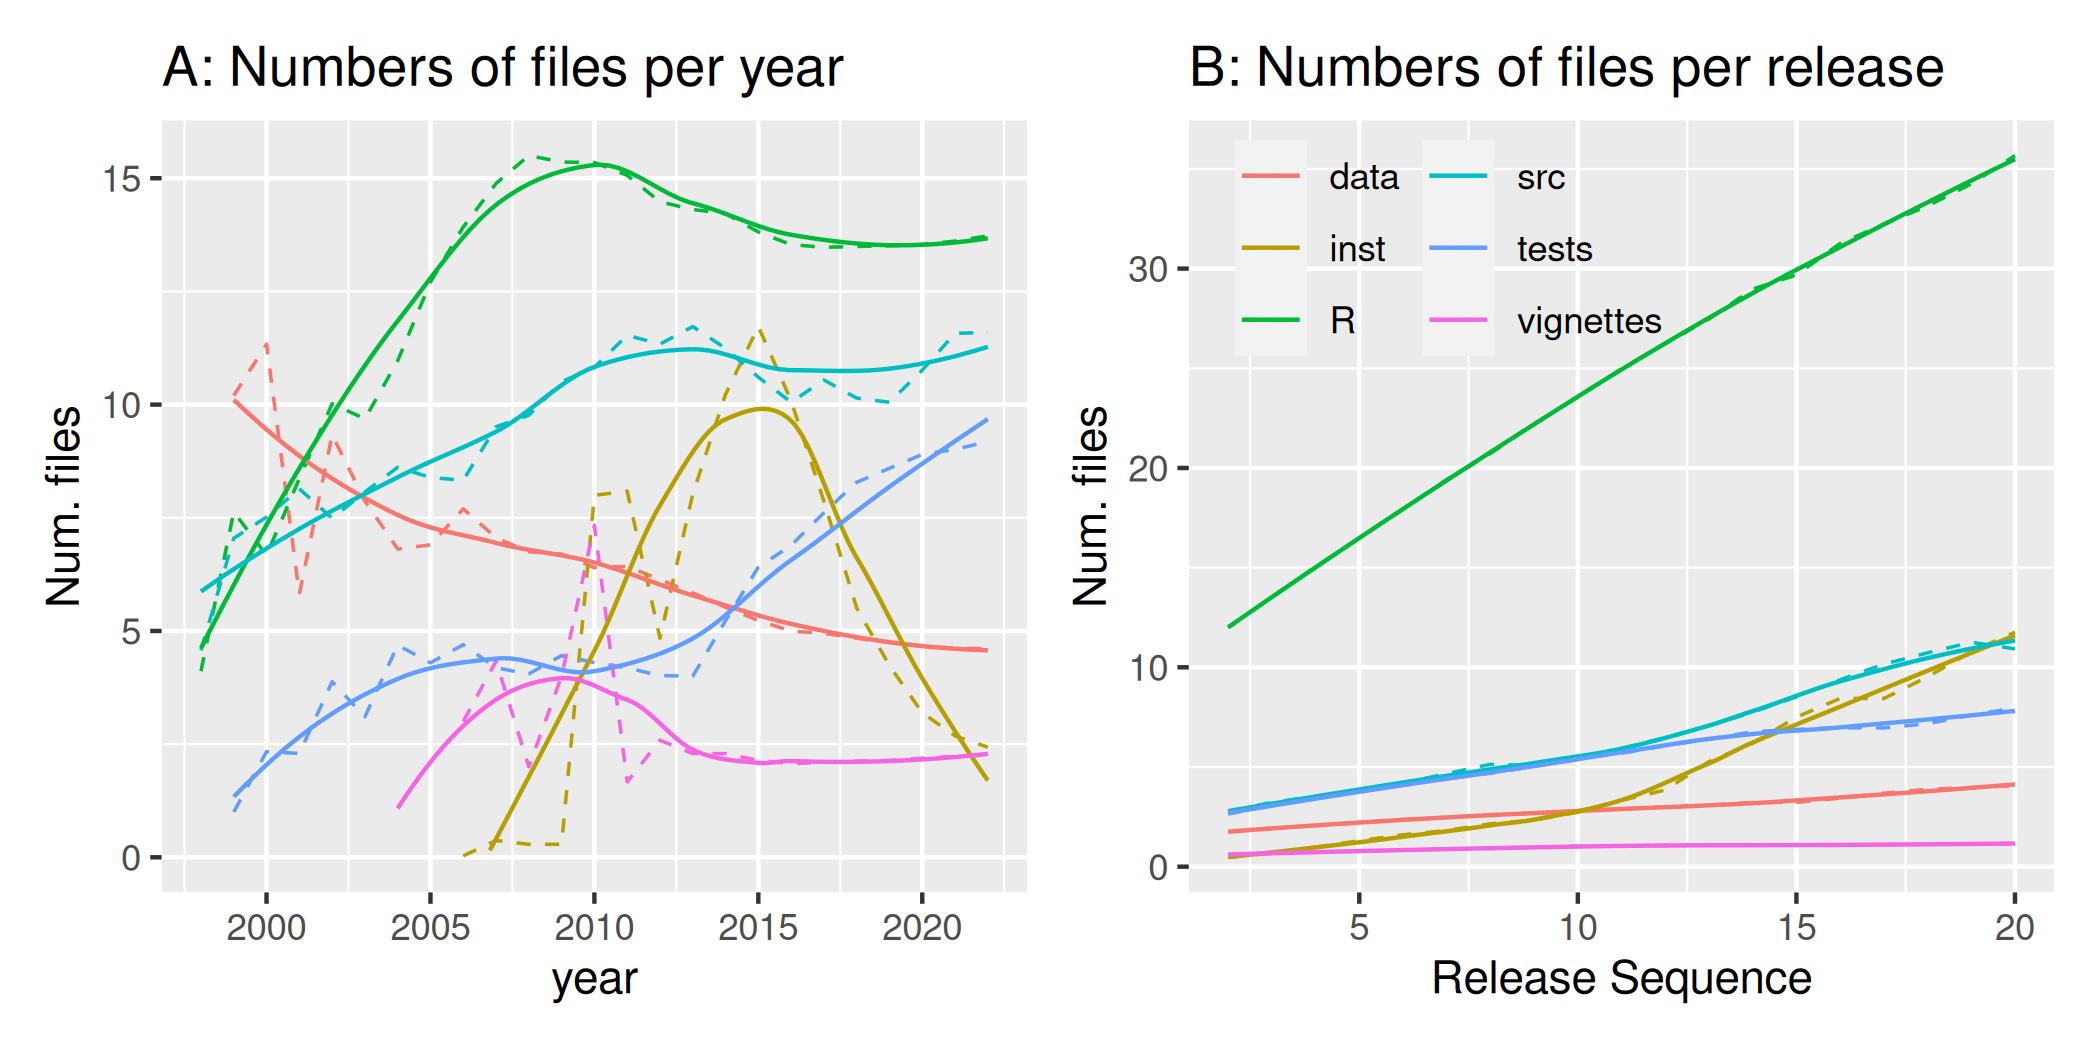 A: Numbers of files per year
Num. files
15
10
5
0
2000 2005 2010 2015 2020
year
B: Numbers of files per release
Num. files
data src
inst tests
R vignettes
30
20
10
0
5 10 15 20
Release Sequence